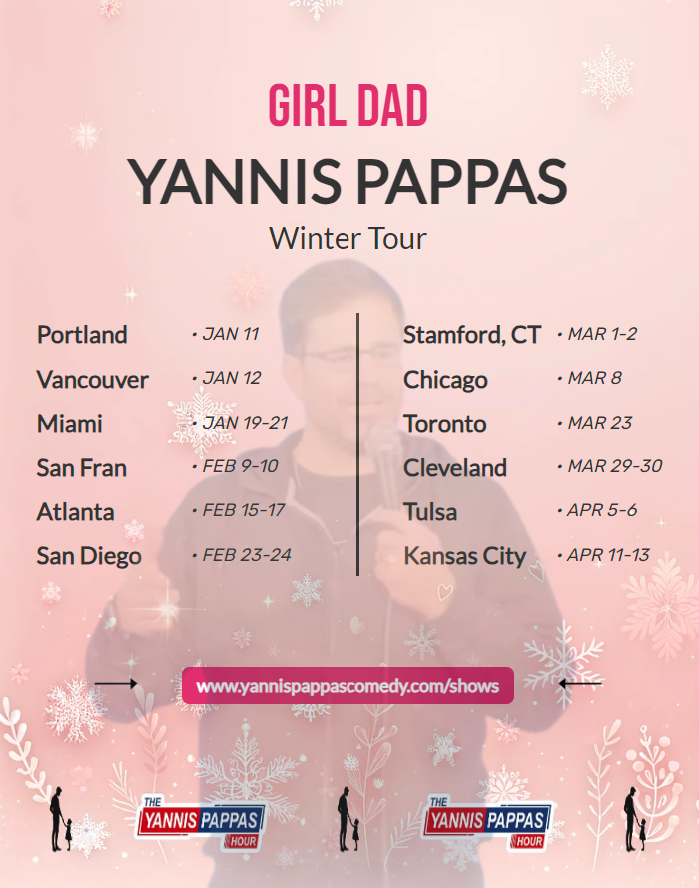 GIRL DAD
YANNIS PAPPAS
Winter Tour
Portland • JAN 11
Vancouver • JAN 12
Miami • JAN 19-21
San Fran • FEB 9-10
Atlanta • FEB 15-17
San Diego • FEB 23-24
Stamford, CT • MAR 1-2
Chicago • MAR 8
Toronto • MAR 23
Cleveland • MAR 29-30
Tulsa • APR 5-6
Kansas City • APR 11-13
www.yannispappascomedy.com/shows
THE
YANNIS PAPPAS
HOUR
THE
YANNIS PAPPAS
HOUR